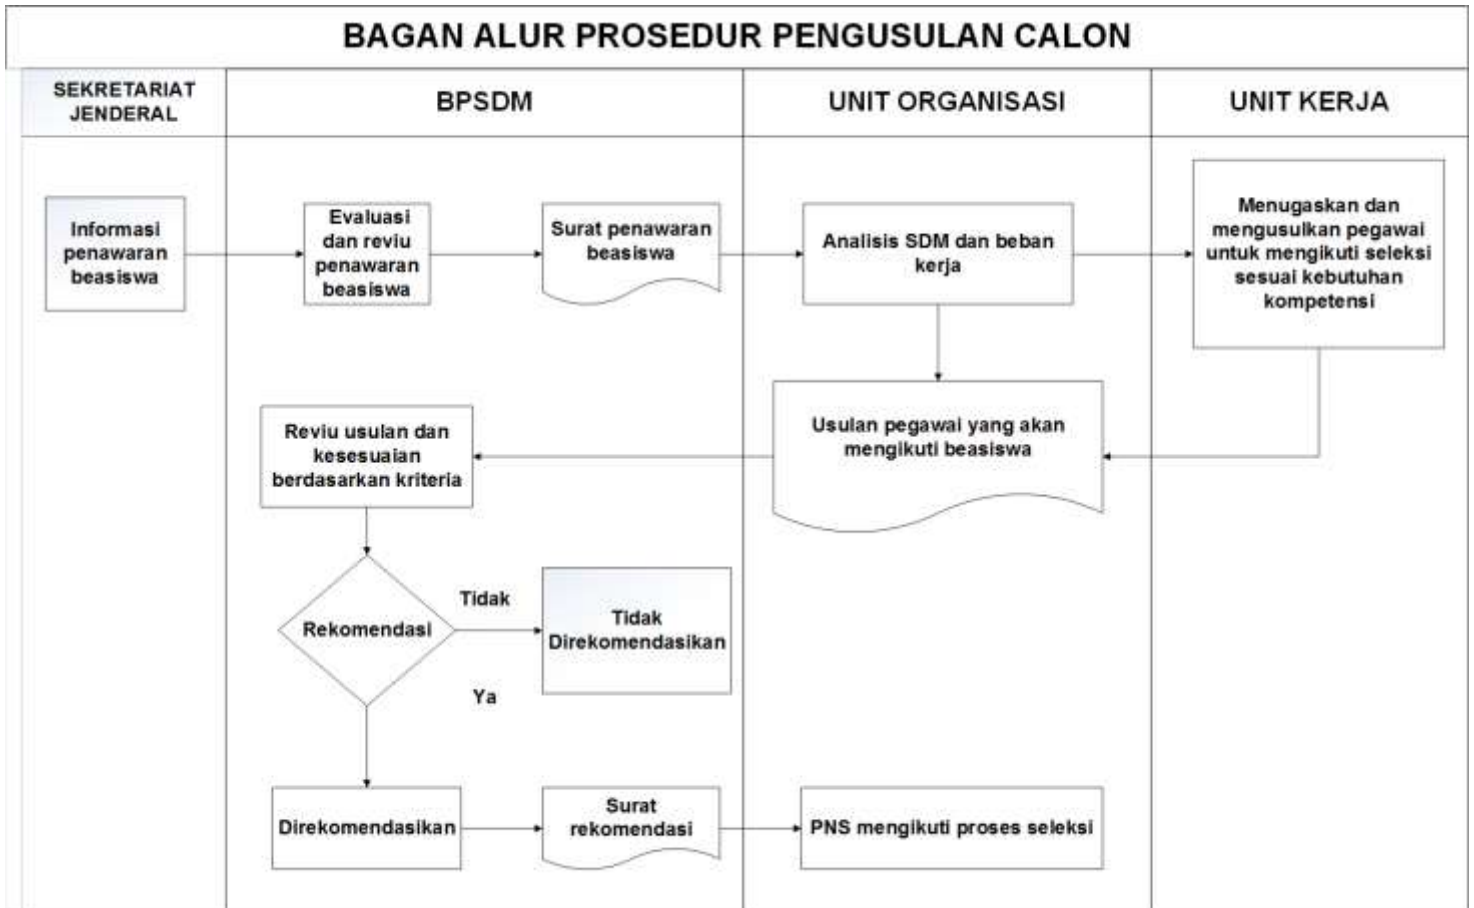 BAGAN ALUR PROSEDUR PENGUSULAN CALON
SEKRETARIAT
JENDERAL
BPSDM
UNIT ORGANISASI
UNIT KERJA
Informasi
penawaran
beasiswa
Evaluasi
dan reviu
penawaran
beasiswa
Surat penawaran
beasiswa
Analisis SDM dan beban
kerja
Menugaskan dan
mengusulkan pegawai
untuk mengikuti seleksi
sesuai kebutuhan
kompetensi
Usulan pegawai yang akan
mengikuti beasiswa
Reviu usulan dan
kesesuaian
berdasarkan kriteria
Rekomendasi
Tidak
Tidak
Direkomendasikan
Ya
Direkomendasikan
Surat
rekomendasi
PNS mengikuti proses seleksi